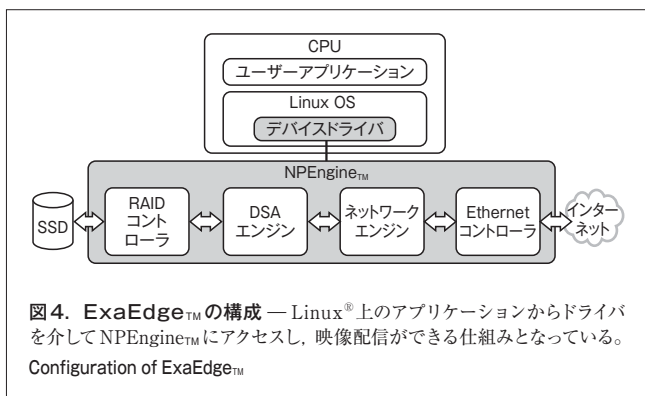 CPU
ユーザーアプリケーション
Linux OS
デバイスドライバ
NPEngine™
SSD
RAID
コント
ローラ
DSA
エンジン
ネットワーク
エンジン
Ethernet
コントローラ
インター
ネット
図4. ExaEdge™の構成 — Linux®上のアプリケーションからドライバ
を介してNPEngine™にアクセスし，映像配信ができる仕組みとなっている。
Configuration of ExaEdge™